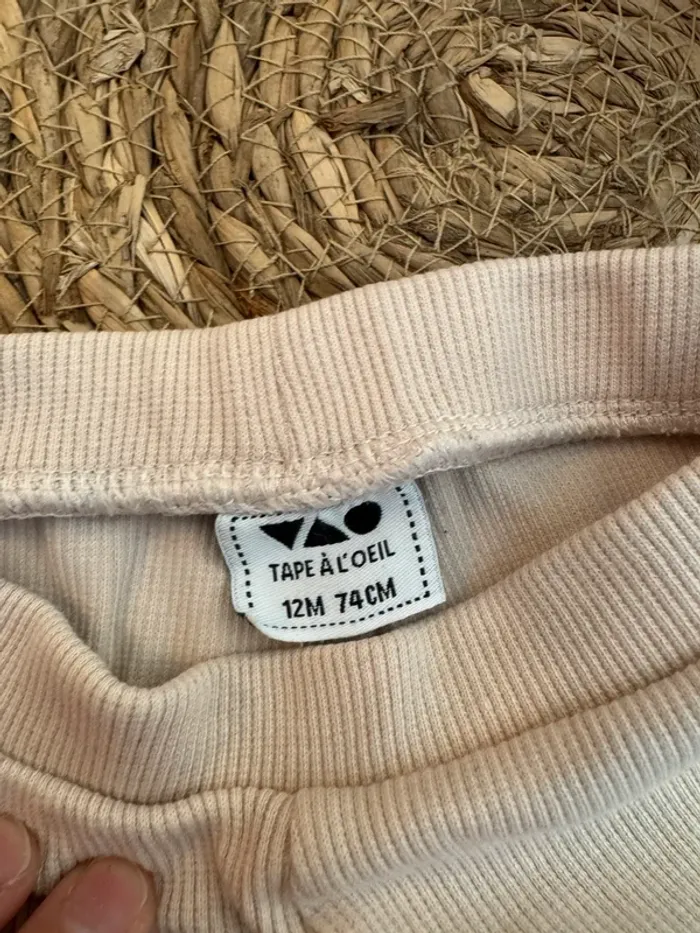 TAPE À L'OEIL
12M 74CM